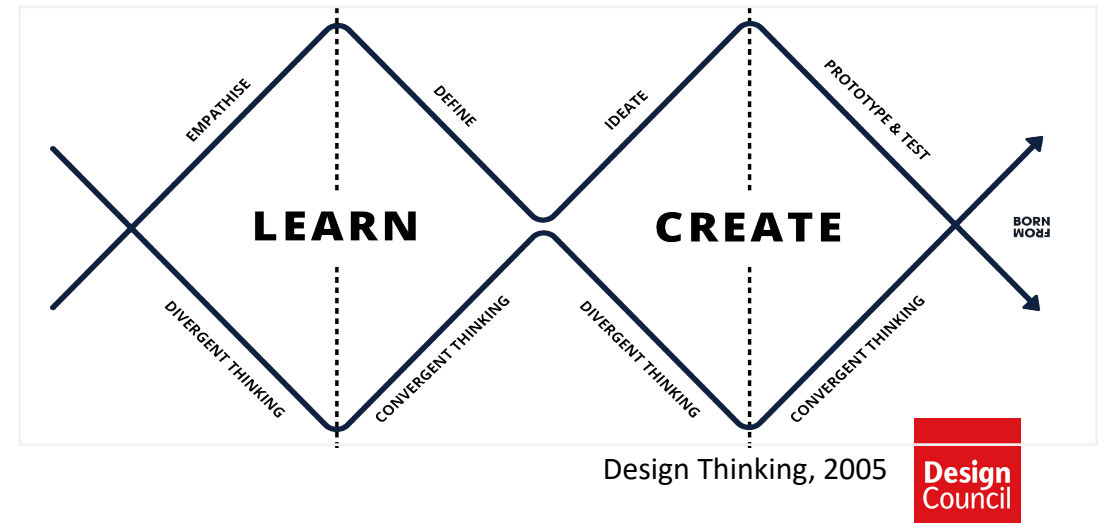 EMPATHISE
DEFINE
IDEATE
PROTOTYPE & TEST
LEARN
CREATE
BORN
FROM
DIVERGENT THINKING
CONVERGENT THINKING
DIVERGENT THINKING
CONVERGENT THINKING
Design Thinking, 2005
Design
Council